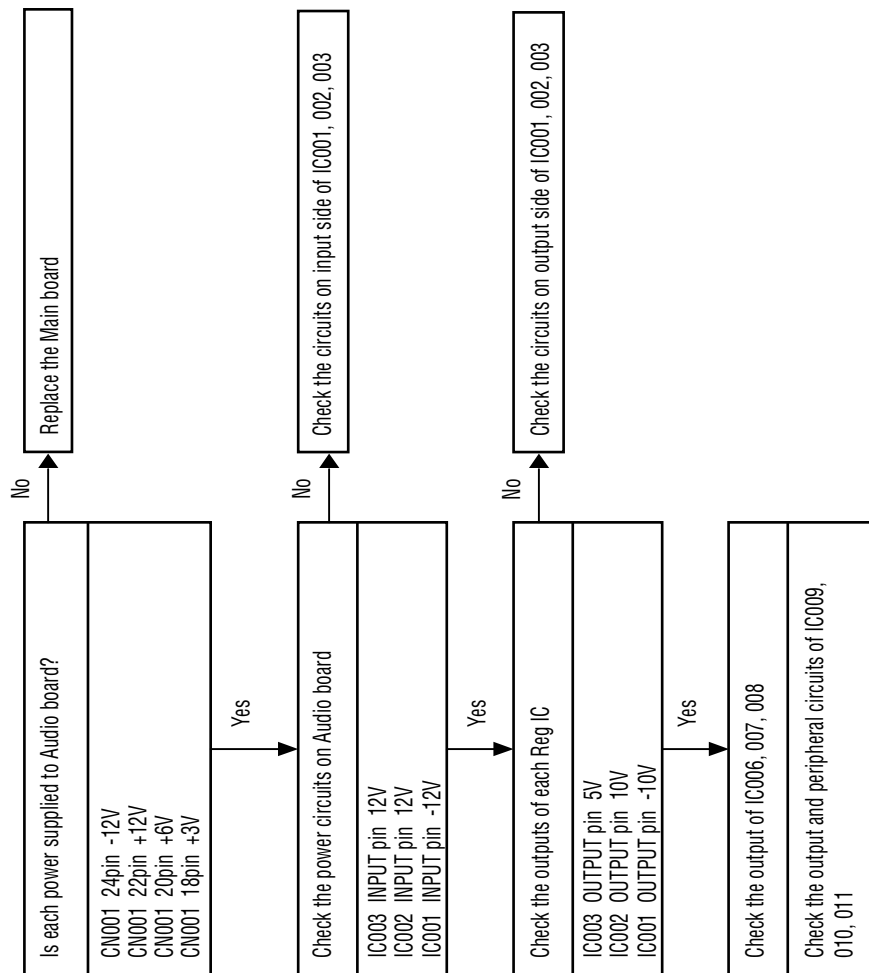 Is each power supplied to Audio board?
CN001 24pin -12V
CN001 22pin +12V
CN001 20pin +6V
CN001 18pin +3V
No
Replace the Main board
Yes
Check the power circuits on Audio board
IC003 INPUT pin 12V
IC002 INPUT pin 12V
IC001 INPUT pin -12V
No
Check the circuits on input side of IC001, 002, 003
Yes
Check the outputs of each Reg IC
IC003 OUTPUT pin 5V
IC002 OUTPUT pin 10V
IC001 OUTPUT pin -10V
No
Check the circuits on output side of IC001, 002, 003
Yes
Check the output of IC006, 007, 008
Check the output and peripheral circuits of IC009,
010, 011